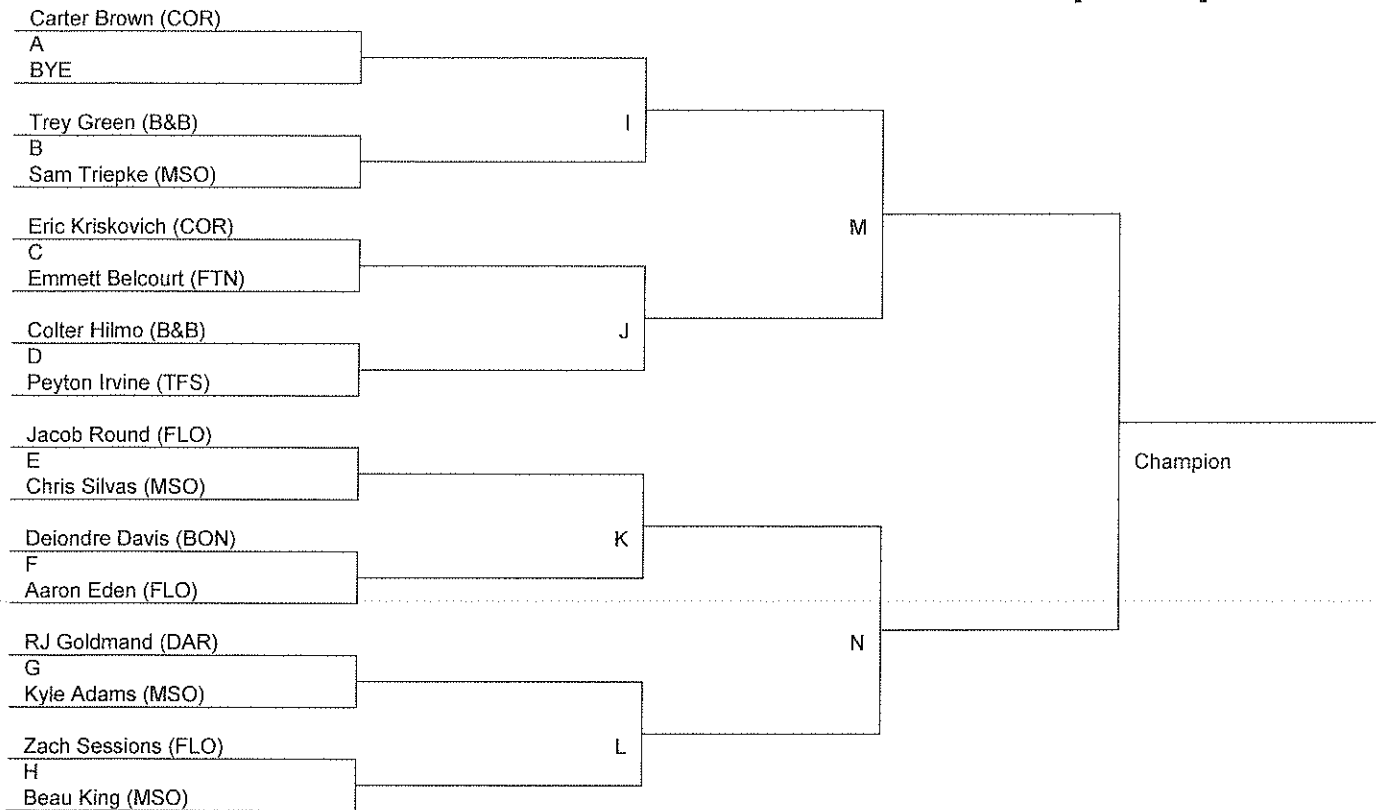 Carter Brown (COR)
A
BYE
Trey Green (B&B)
B
Sam Triepke (MSO)
I
Eric Kriskovich (COR)
C
Emmett Belcourt (FTN)
M
Colter Hilmo (B&B)
D
Peyton Irvine (TFS)
J
Jacob Round (FLO)
E
Chris Silvas (MSO)
Champion
Deiondre Davis (BON)
F
Aaron Eden (FLO)
K
RJ Goldmand (DAR)
G
Kyle Adams (MSO)
N
Zach Sessions (FLO)
H
Beau King (MSO)
L